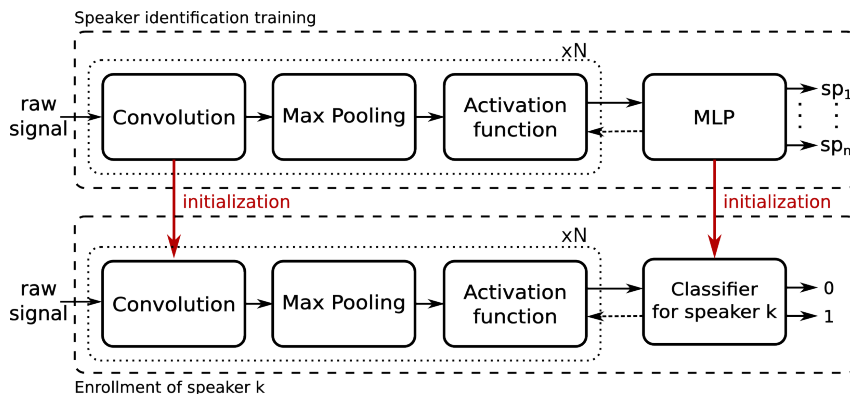 Speaker identification training
xN
raw
signal
Convolution
Max Pooling
Activation
function
MLP
sp1
spn
initialization
initialization
xN
raw
signal
Convolution
Max Pooling
Activation
function
Classifier
for speaker k
0
1
Enrollment of speaker k